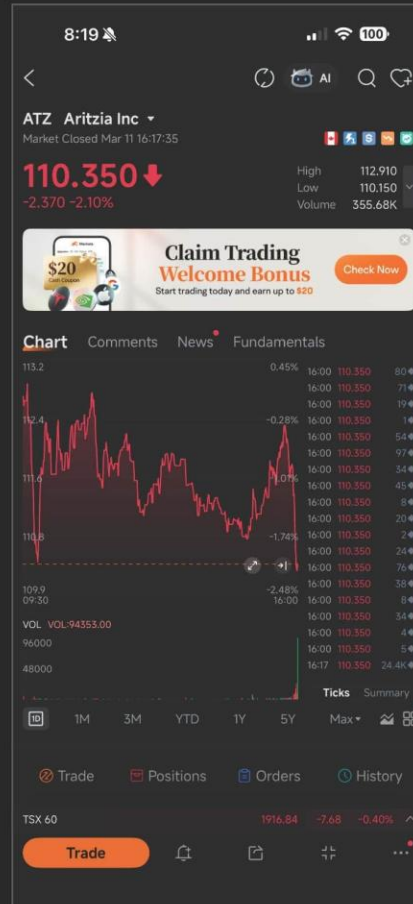 8:19
100
AI
ATZ Aritzia Inc
Market Closed Mar 11 16:17:35
110.350
-2.370 -2.10%
High 112.910
Low 110.150
Volume 355.68K
$20
Cash Coupon
Claim Trading
Welcome Bonus
Start trading today and earn up to $20
Check Now
Chart Comments News Fundamentals
113.2 0.45%
112.4 -0.28%
111.6 -1.01%
110.8 -1.74%
109.9 -2.48%
09:30 16:00
VOL VOL:94353.00
96000
48000
16:00 110.350 80
16:00 110.350 71
16:00 110.350 19
16:00 110.350 1
16:00 110.350 54
16:00 110.350 97
16:00 110.350 34
16:00 110.350 45
16:00 110.350 8
16:00 110.350 20
16:00 110.350 2
16:00 110.350 24
16:00 110.350 76
16:00 110.350 38
16:00 110.350 8
16:00 110.350 34
16:00 110.350 4
16:00 110.350 5
16:17 110.350 24.4K
Ticks Summary
1D 1M 3M YTD 1Y 5Y Max
Trade Positions Orders History
TSX 60 1916.84 -7.68 -0.40%
Trade